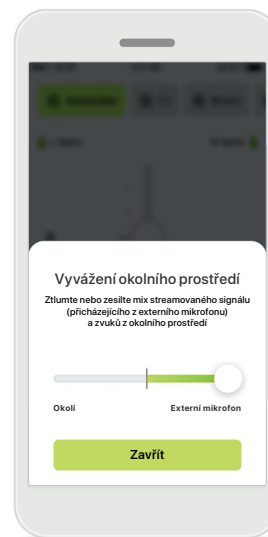 Vyvážení okolního prostředí
Ztlumte nebo zesilte mix streamovaného signálu
(přicházejícího z externího mikrofonu)
a zvuků z okolního prostředí
Okolí Externí mikrofon
Zavřít